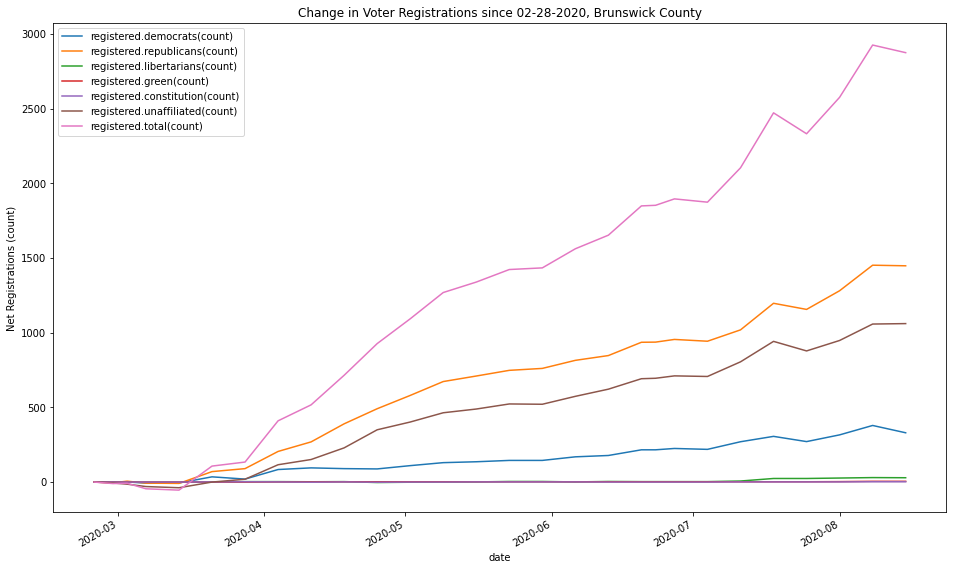 Change in Voter Registrations since 02-28-2020, Brunswick County
registered.democrats(count)
registered.republicans(count)
registered.libertarians(count)
registered.green(count)
registered.constitution(count)
registered.unaffiliated(count)
registered.total(count)
Net Registrations (count)
3000
2500
2000
1500
1000
500
0
2020-03
2020-04
2020-05
2020-06
2020-07
2020-08
date